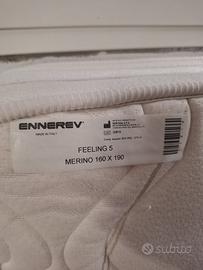 ENNEREV
MADE IN ITALY
FEELING 5
MERINO 160 X 190
subito